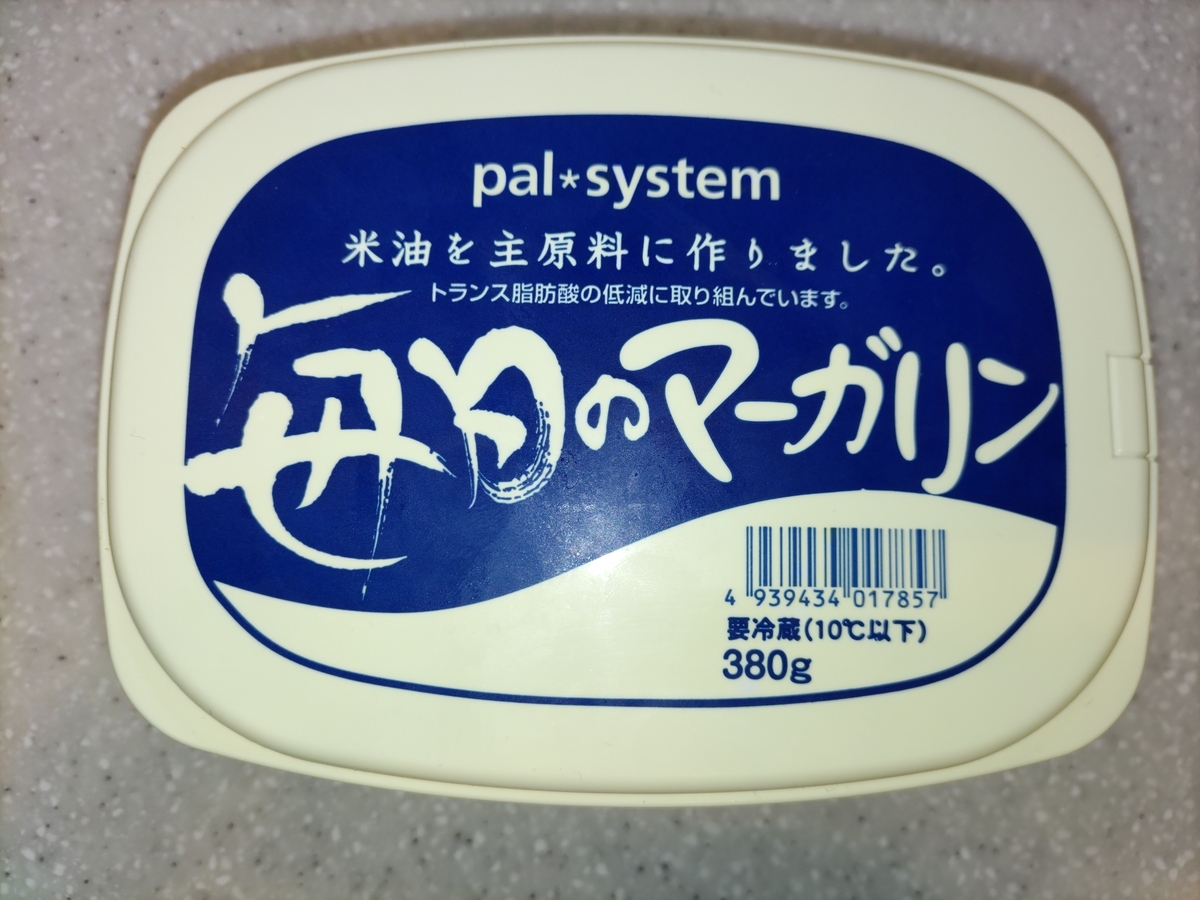 pal*system
米油を主原料に作りました。
トランス脂肪酸の低減に取り組んでいます。
毎日のマーガリン
4 939434 017857
要冷蔵(10℃以下)
380g